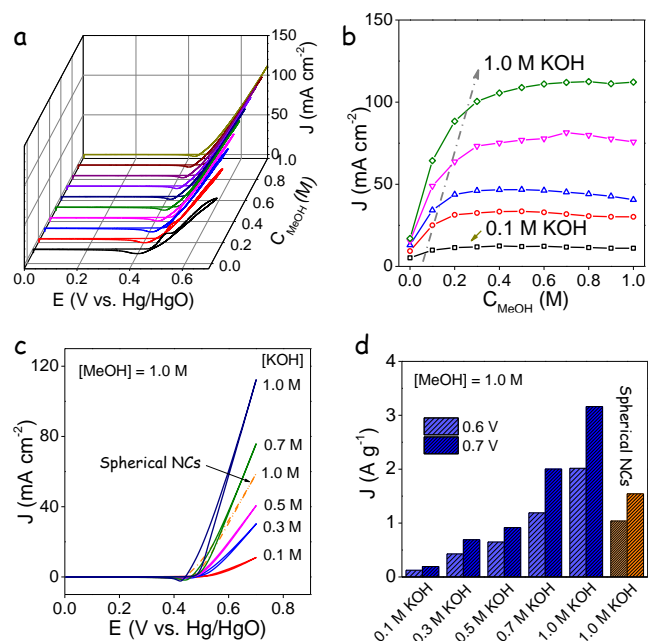 a
J (mA cm⁻²)
150
100
50
0
1.0
0.8
0.6
0.4
0.2
0.0
C_MeOH (M)
0.0 0.2 0.4 0.6
E (V vs. Hg/HgO)
b
J (mA cm⁻²)
150
100
50
0
1.0 M KOH
0.1 M KOH
0.0 0.2 0.4 0.6 0.8 1.0
C_MeOH (M)
c
J (mA cm⁻²)
120
80
40
0
[MeOH] = 1.0 M
[KOH]
1.0 M
0.7 M
Spherical NCs
1.0 M
0.5 M
0.3 M
0.1 M
0.0 0.2 0.4 0.6 0.8
E (V vs. Hg/HgO)
d
J (A g⁻¹)
4
3
2
1
0
[MeOH] = 1.0 M
0.6 V
0.7 V
Spherical NCs
0.1 M KOH
0.3 M KOH
0.5 M KOH
0.7 M KOH
1.0 M KOH
1.0 M KOH